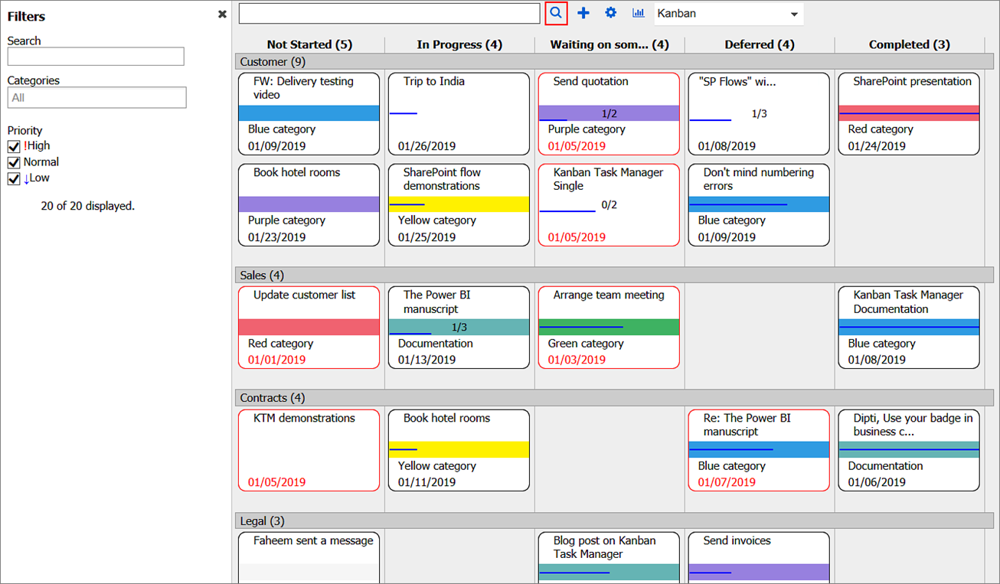 Filters
Search
Categories
All
Priority
!High
Normal
↓Low
20 of 20 displayed.
Kanban
Not Started (5)
In Progress (4)
Waiting on som... (4)
Deferred (4)
Completed (3)
Customer (9)
FW: Delivery testing
video
Blue category
01/09/2019
Trip to India
01/26/2019
Send quotation
1/2
Purple category
01/05/2019
"SP Flows" wi...
1/3
01/08/2019
SharePoint presentation
Red category
01/24/2019
Book hotel rooms
Purple category
01/23/2019
SharePoint flow
demonstrations
Yellow category
01/25/2019
Kanban Task Manager
Single
0/2
01/05/2019
Don't mind numbering
errors
Blue category
01/09/2019
Sales (4)
Update customer list
Red category
01/01/2019
The Power BI
manuscript
1/3
Documentation
01/13/2019
Arrange team meeting
Green category
01/03/2019
Kanban Task Manager
Documentation
Blue category
01/08/2019
Contracts (4)
KTM demonstrations
01/05/2019
Book hotel rooms
Yellow category
01/11/2019
Re: The Power BI
manuscript
Blue category
01/07/2019
Dipti, Use your badge in
business c...
Documentation
01/06/2019
Legal (3)
Faheem sent a message
Blog post on Kanban
Task Manager
Send invoices